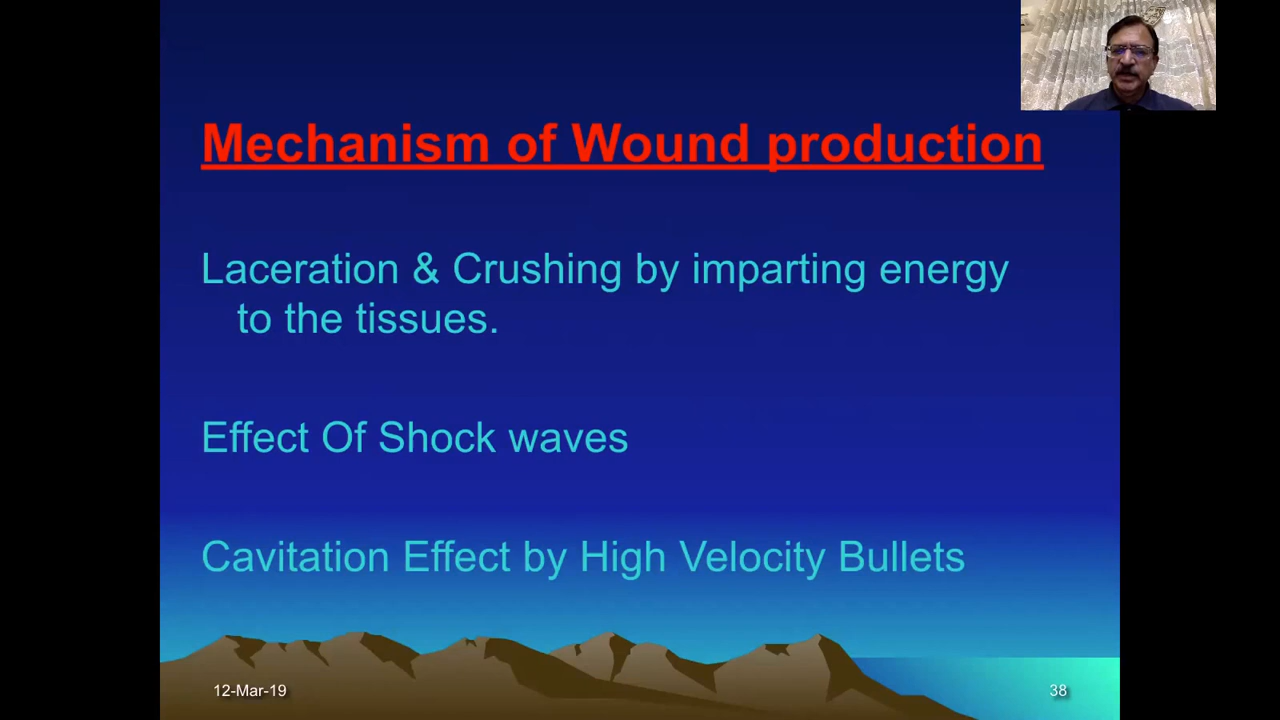 Mechanism of Wound production
Laceration & Crushing by imparting energy
to the tissues.
Effect Of Shock waves
Cavitation Effect by High Velocity Bullets
12-Mar-19
38